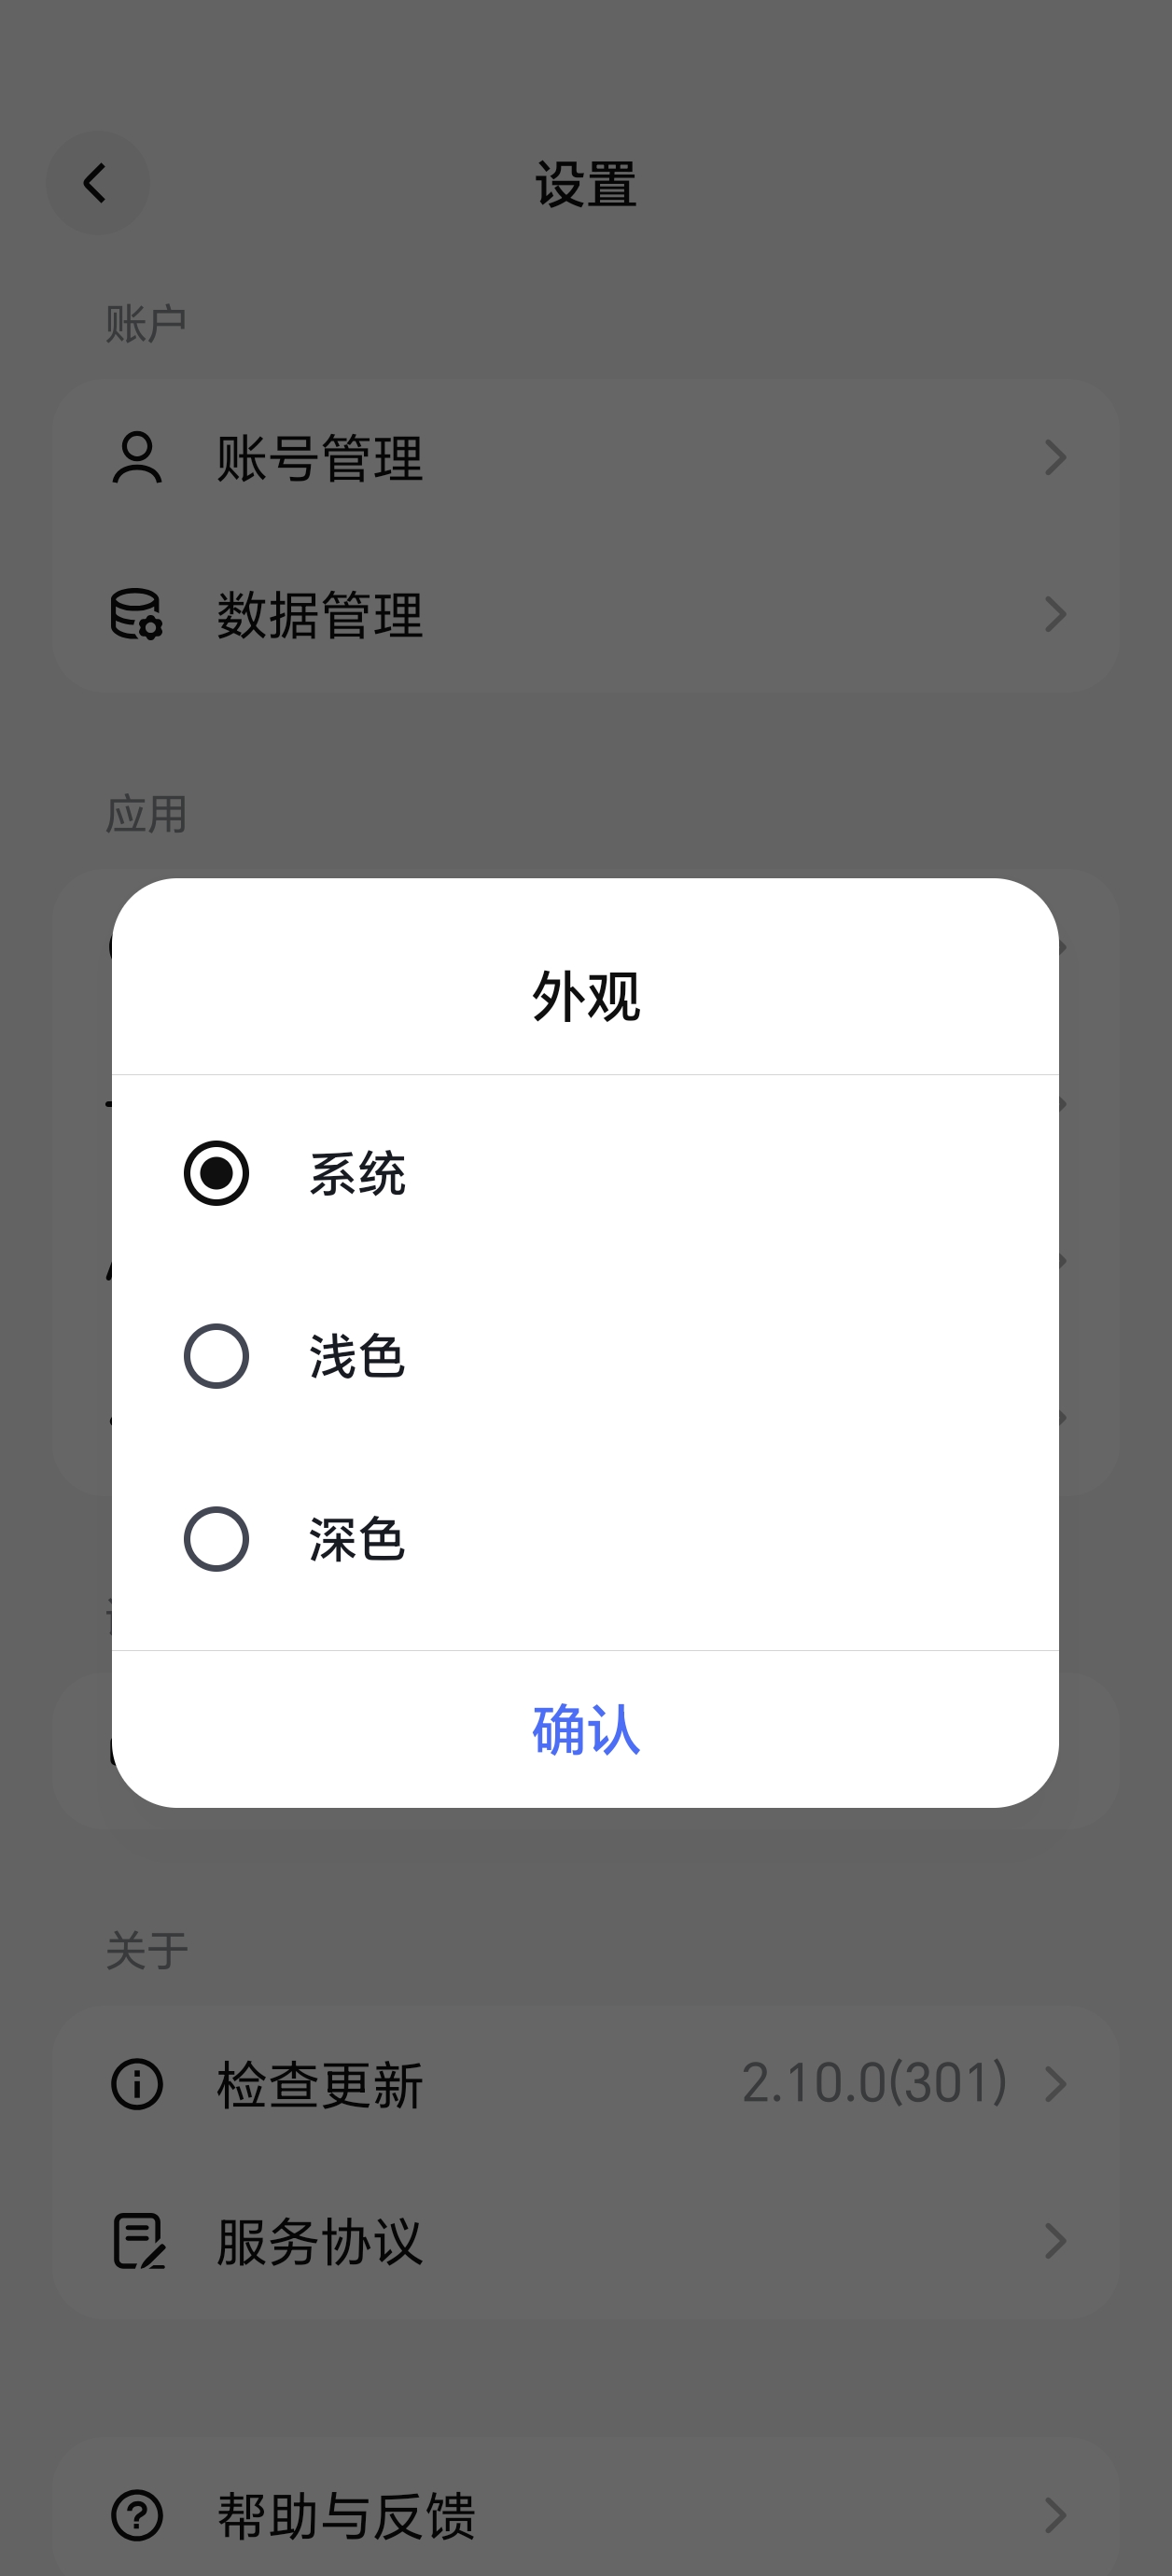 设置
账户
账号管理
数据管理
应用
外观
系统
浅色
深色
确认
关于
检查更新 2.10.0(301)
服务协议
帮助与反馈